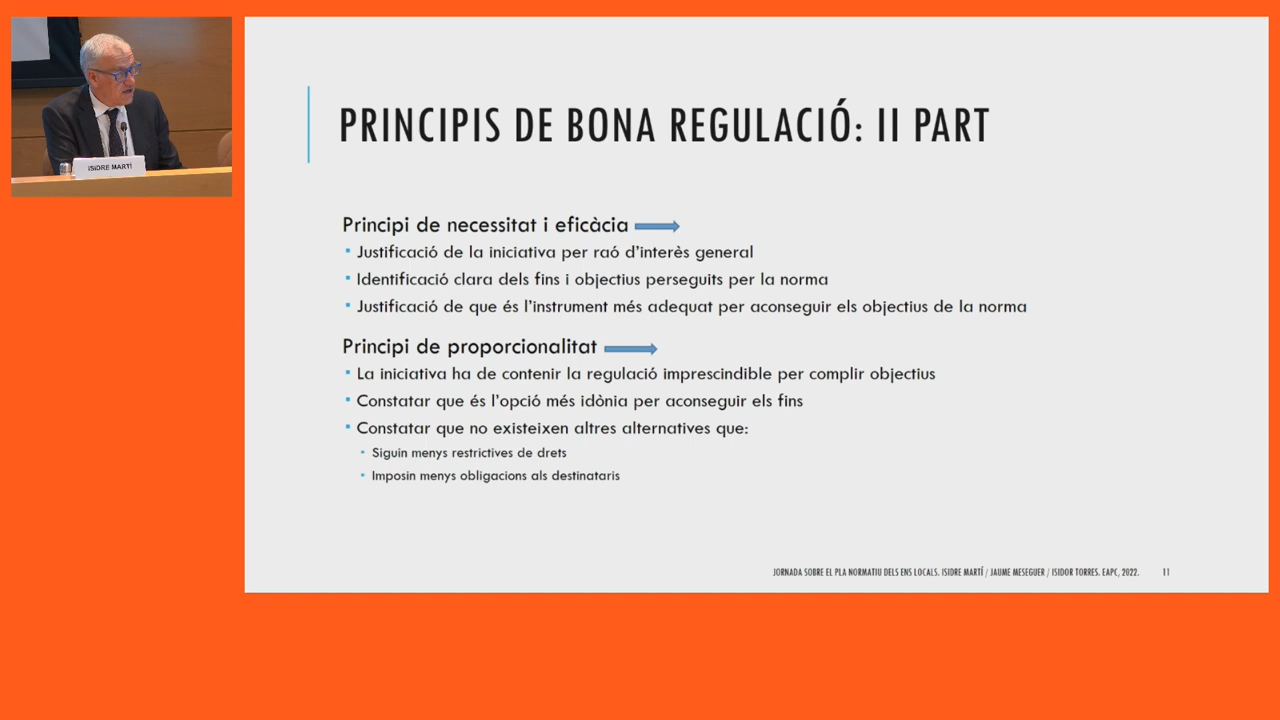 ISIDRE MARTÍ
PRINCIPIS DE BONA REGULACIÓ: II PART
Principi de necessitat i eficàcia
Justificació de la iniciativa per raó d'interès general
Identificació clara dels fins i objectius perseguits per la norma
Justificació de que és l'instrument més adequat per aconseguir els objectius de la norma
Principi de proporcionalitat
La iniciativa ha de contenir la regulació imprescindible per complir objectius
Constatar que és l'opció més idònia per aconseguir els fins
Constatar que no existeixen altres alternatives que:
Siguin menys restrictives de drets
Imposin menys obligacions als destinataris
JORNADA SOBRE EL PLA NORMATIU DELS ENS LOCALS. ISIDRE MARTÍ / JAUME MESEGUER / ISIDOR TORRES. EAPC, 2022. 11